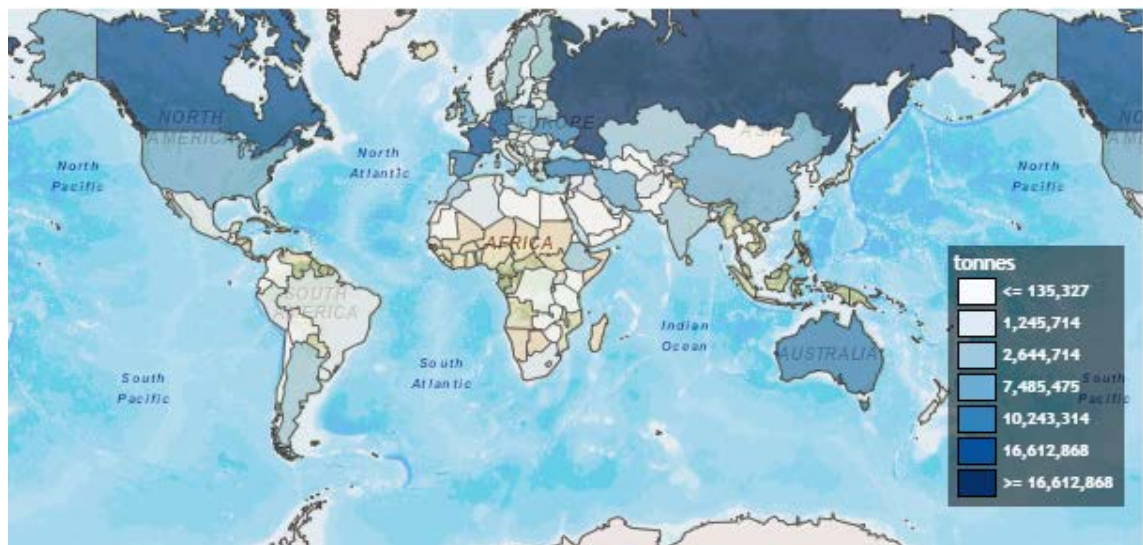 NORTH
AMERICA
North
Pacific
North
Atlantic
EUROPE
ASIA
North
Pacific
AFRICA
SOUTH
AMERICA
Indian
Ocean
AUSTRALIA
South
Pacific
South
Atlantic
South
Pacific
tonnes
<= 135,327
1,245,714
2,644,714
7,485,475
10,243,314
16,612,868
>= 16,612,868